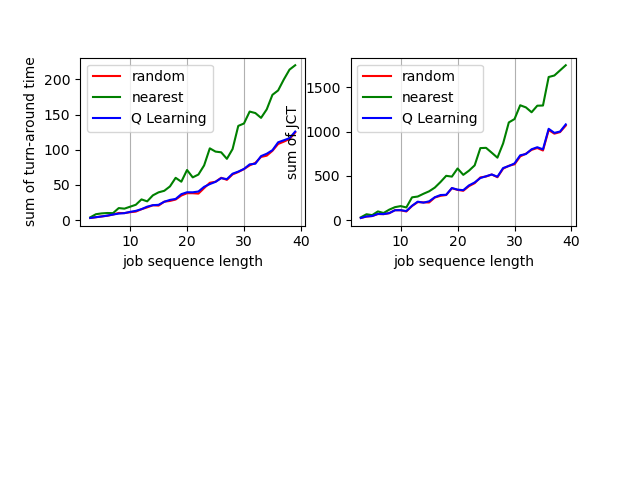 sum of turn-around time
200
150
100
50
0
random
nearest
Q Learning
10
20
30
40
job sequence length
sum of JCT
1500
1000
500
0
random
nearest
Q Learning
10
20
30
40
job sequence length